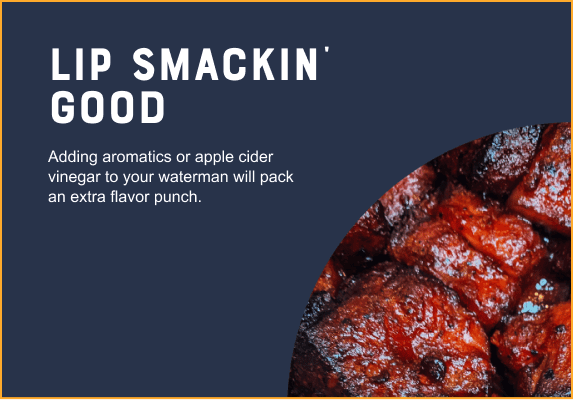 LIP SMACKIN'
GOOD
Adding aromatics or apple cider
vinegar to your waterman will pack
an extra flavor punch.